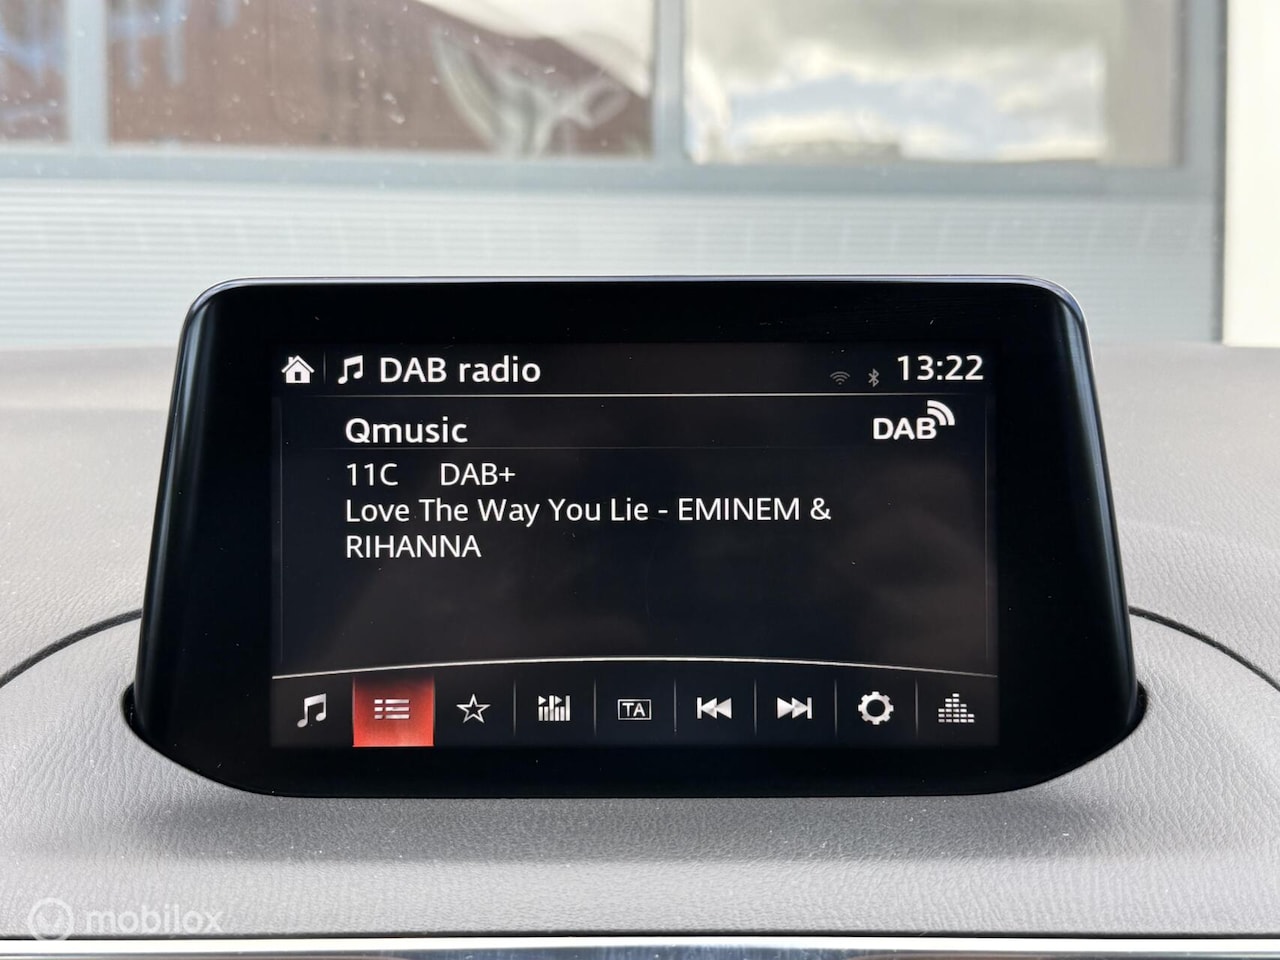 DAB radio 13:22
Qmusic DAB
11C DAB+
Love The Way You Lie - EMINEM &
RIHANNA
TA
mobilox